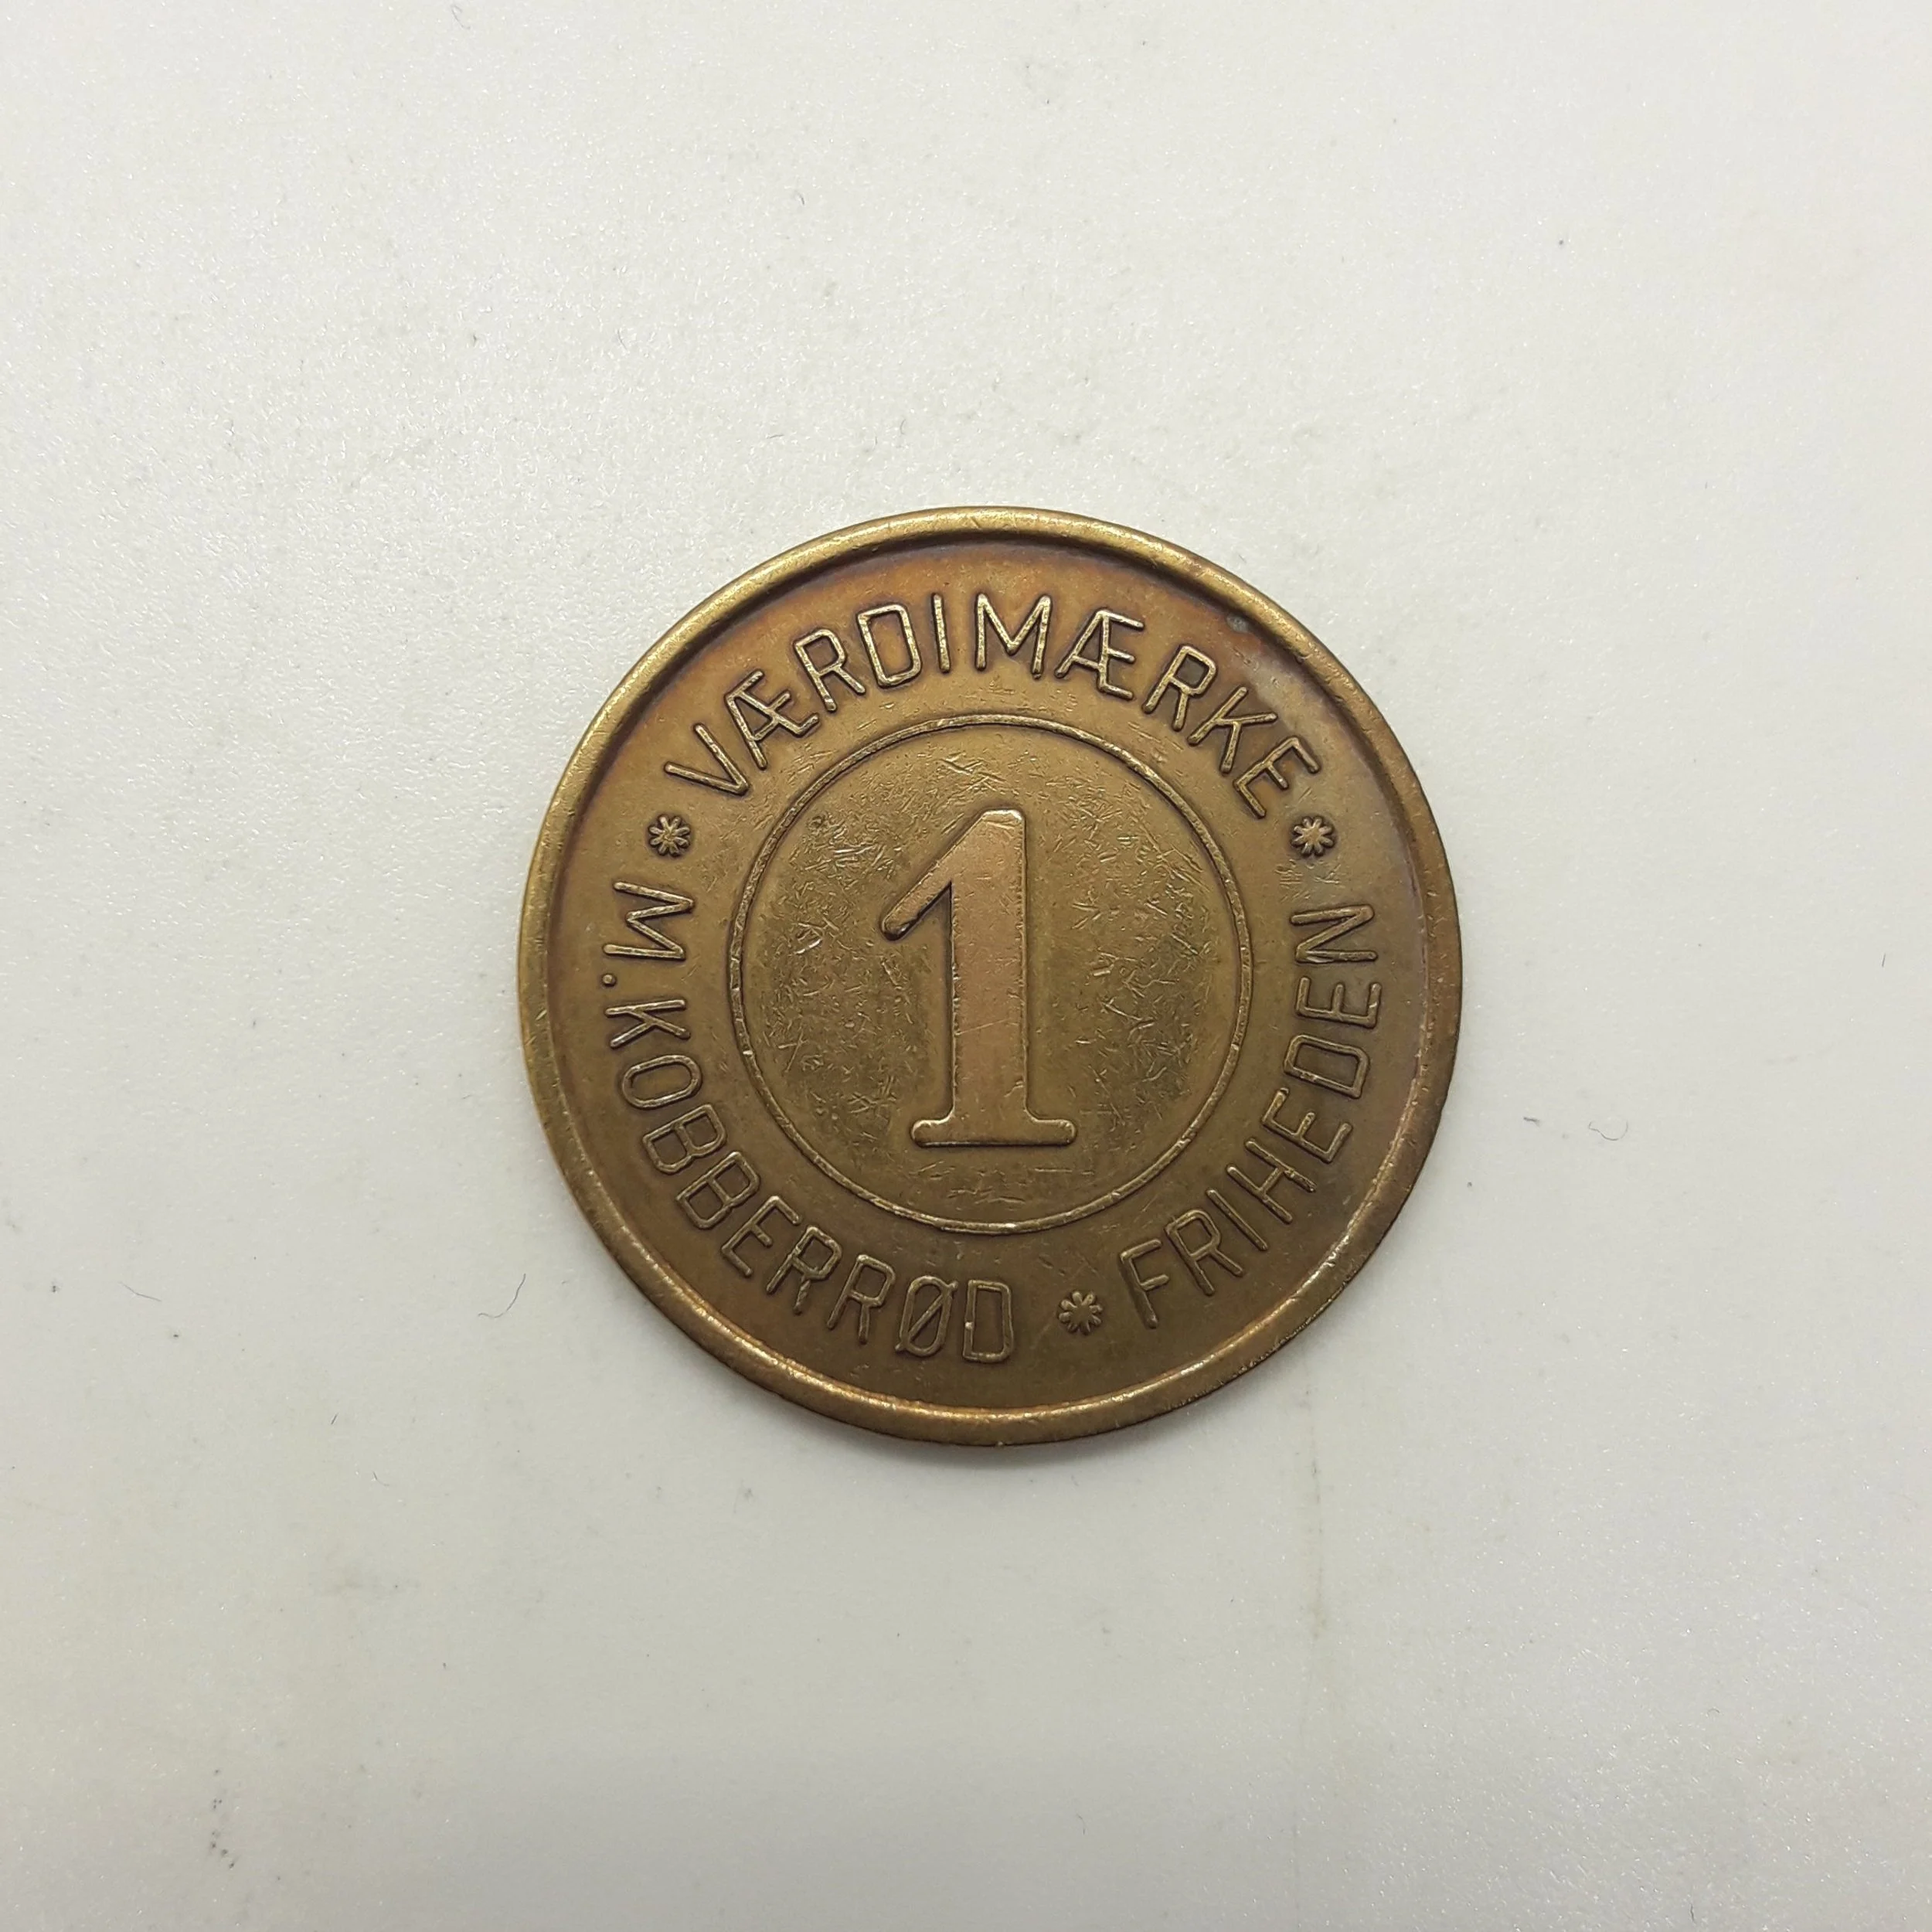 VÆRDIMÆRKE
M.KOBBERRØD * FRIHEDEN
1